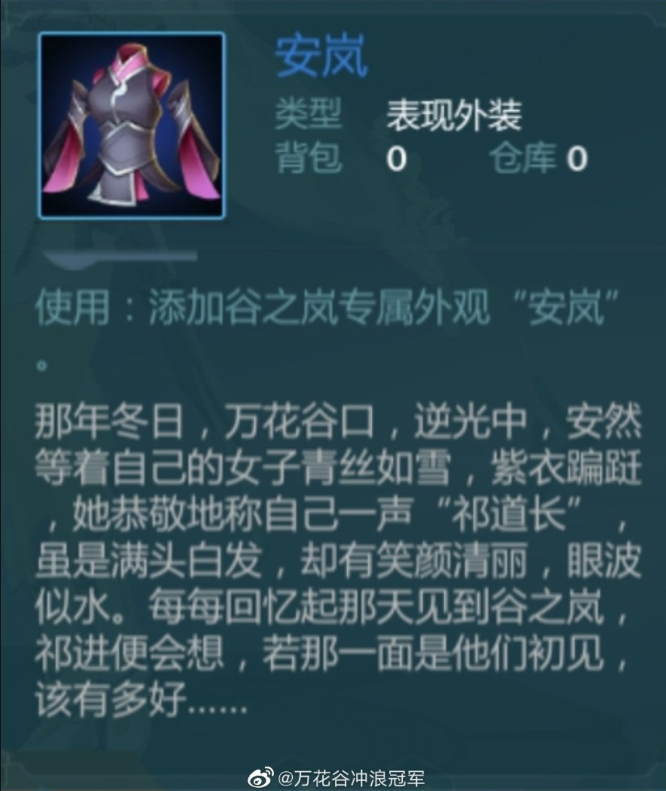 安岚
类型 表现外装
背包 0 仓库 0
使用：添加谷之岚专属外观“安岚”
。
那年冬日，万花谷口，逆光中，安然
等着自己的女子青丝如雪，紫衣蹁跹
，她恭敬地称自己一声“祁道长”，
虽是满头白发，却有笑颜清丽，眼波
似水。每每回忆起那天见到谷之岚，
祁进便会想，若那一面是他们初见，
该有多好……
@万花谷冲浪冠军